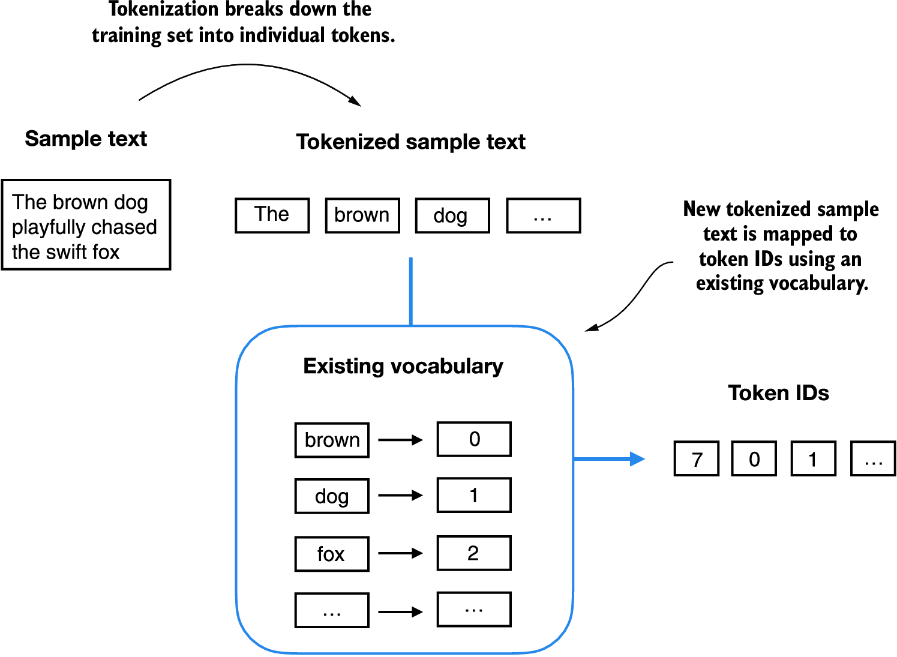 Tokenization breaks down the
training set into individual tokens.
Sample text
The brown dog
playfully chased
the swift fox
Tokenized sample text
The
brown
dog
...
New tokenized sample
text is mapped to
token IDs using an
existing vocabulary.
Existing vocabulary
brown
0
dog
1
fox
2
...
...
Token IDs
7
0
1
...